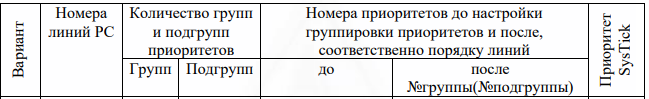 Вариант
Номера
линий PC
Количество групп
и подгрупп
приоритетов
Групп
Подгрупп
Номера приоритетов до настройки
группировки приоритетов и после,
соответственно порядку линий
до
после
№группы(№подгруппы)
Приоритет
SysTick